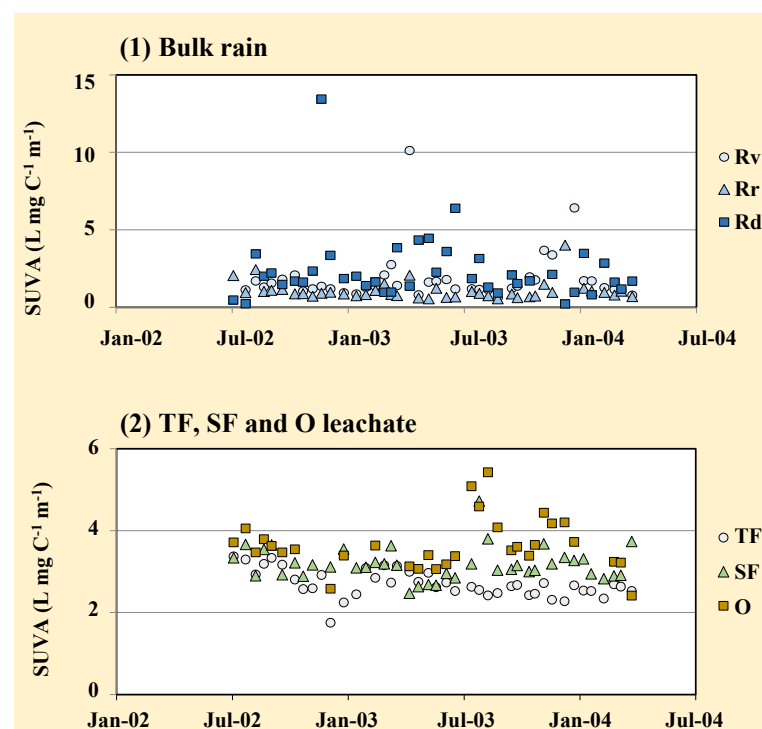 (1) Bulk rain
SUVA (L mg C⁻¹ m⁻¹)
15
10
5
0
Jan-02 Jul-02 Jan-03 Jul-03 Jan-04 Jul-04
Rv
Rr
Rd
(2) TF, SF and O leachate
SUVA (L mg C⁻¹ m⁻¹)
6
4
2
0
Jan-02 Jul-02 Jan-03 Jul-03 Jan-04 Jul-04
TF
SF
O